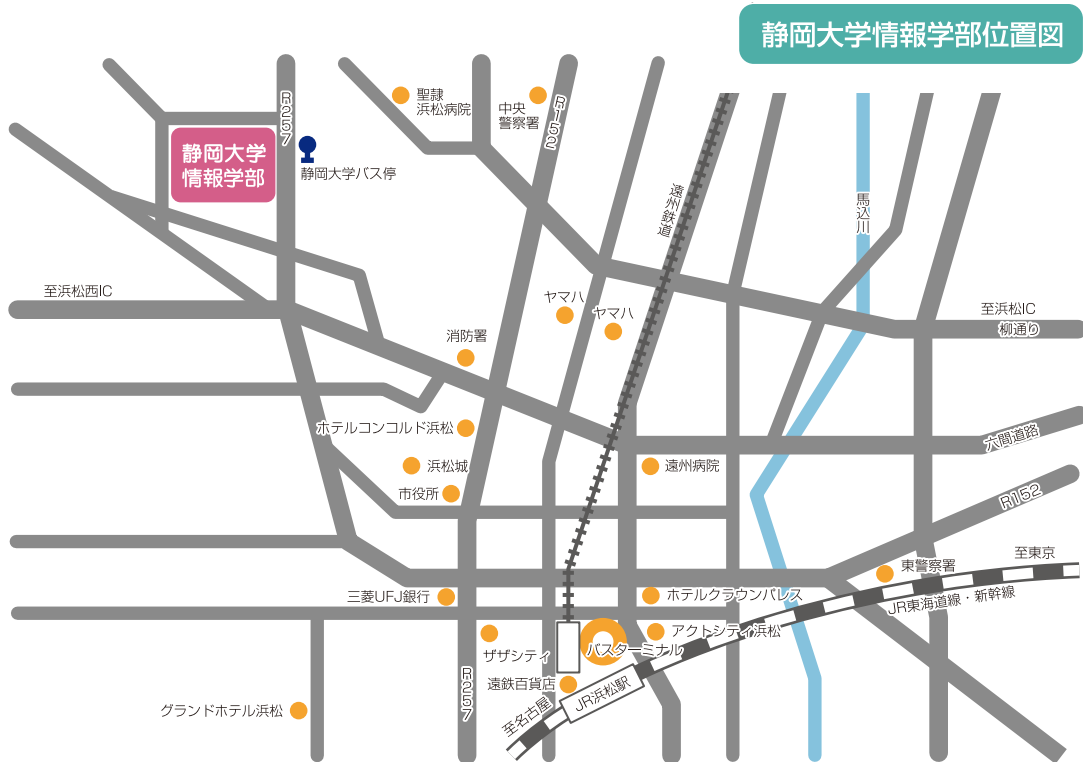 静岡大学情報学部位置図
聖隷
浜松病院
中央
警察署
R257
R152
静岡大学
情報学部
静岡大学バス停
遠州鉄道
馬込川
至浜松西IC
ヤマハ
ヤマハ
至浜松IC
柳通り
消防署
ホテルコンコルド浜松
浜松城
市役所
遠州病院
六間道路
R152
至東京
東警察署
三菱UFJ銀行
ホテルクラウンパレス
JR東海道線・新幹線
アクトシティ浜松
ザザシティ
バスターミナル
R257
遠鉄百貨店
JR浜松駅
至名古屋
グランドホテル浜松